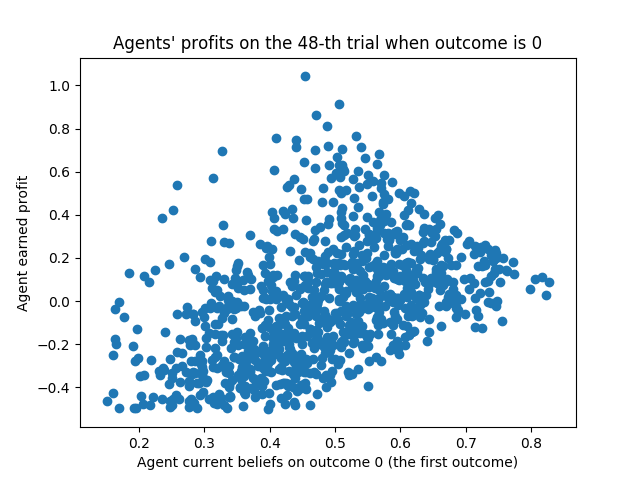 Agents' profits on the 48-th trial when outcome is 0
1.0
0.8
0.6
0.4
0.2
0.0
−0.2
−0.4
Agent earned profit
0.2 0.3 0.4 0.5 0.6 0.7 0.8
Agent current beliefs on outcome 0 (the first outcome)